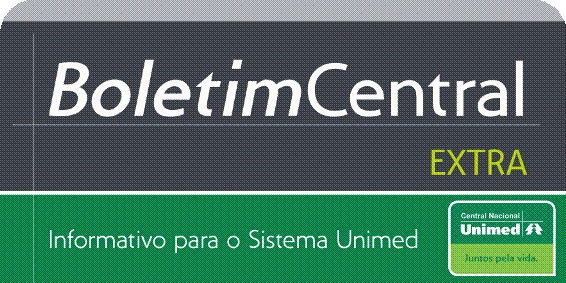 BoletimCentral
EXTRA
Informativo para o Sistema Unimed
Central Nacional
Unimed
Juntos pela vida.